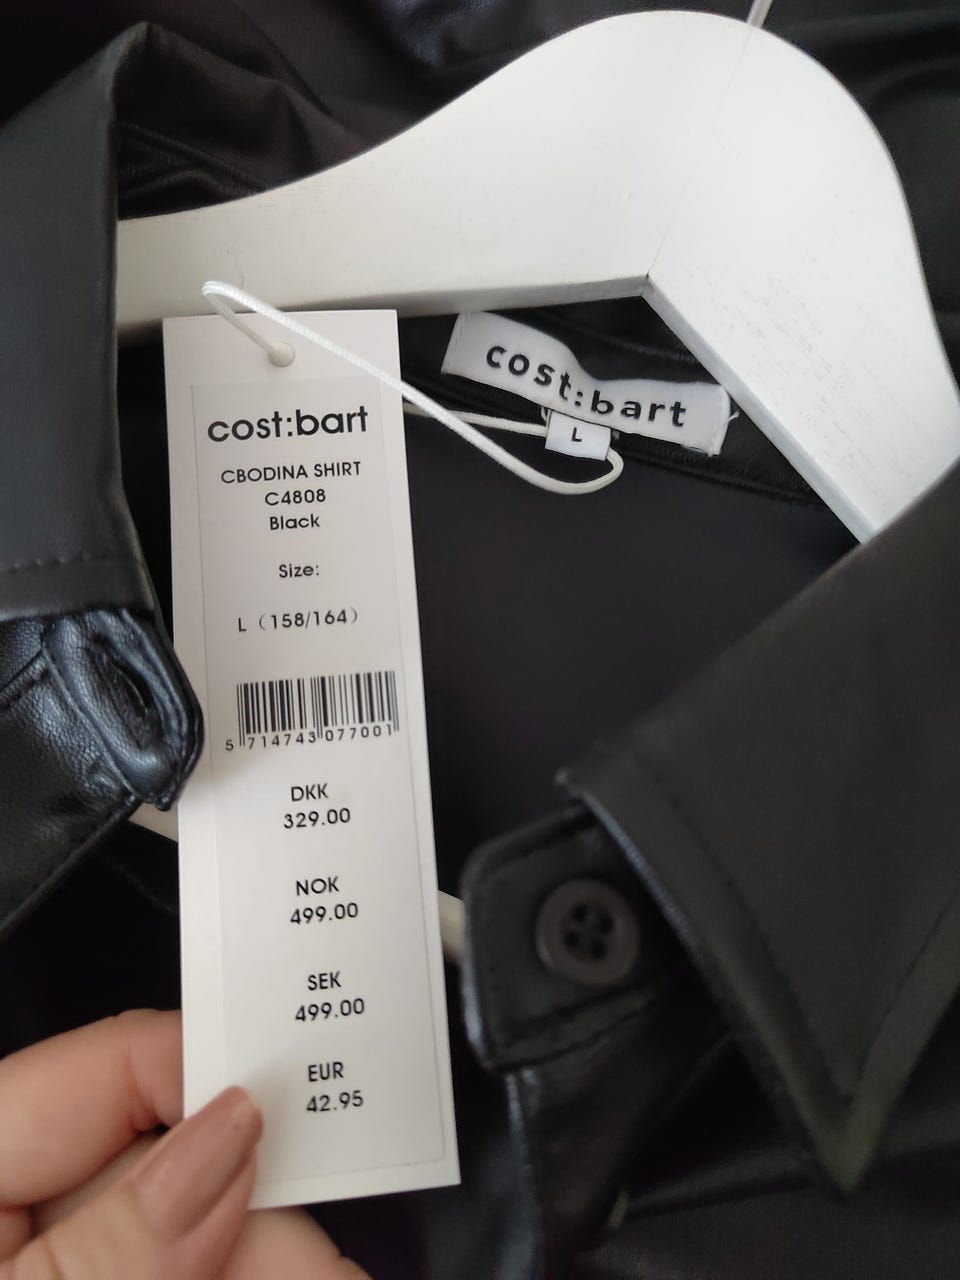 cost:bart
L
cost:bart
CBODINA SHIRT
C4808
Black
Size:
L（158/164）
5 714743 077001
DKK
329.00
NOK
499.00
SEK
499.00
EUR
42.95